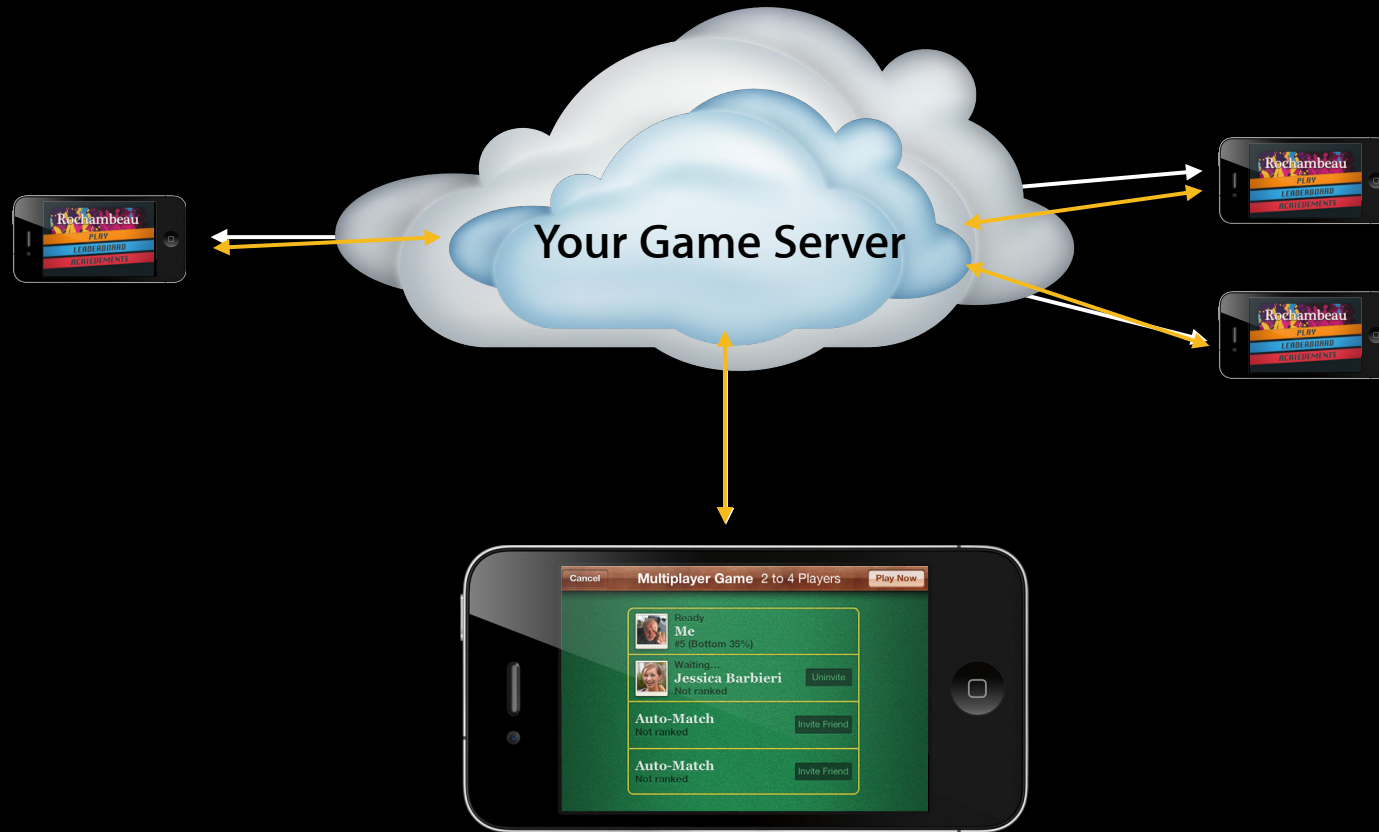 Your Game Server
Rochambeau
PLAY
LEADERBOARD
ACHIEVEMENTS
Rochambeau
PLAY
LEADERBOARD
ACHIEVEMENTS
Rochambeau
PLAY
LEADERBOARD
ACHIEVEMENTS
Cancel Multiplayer Game 2 to 4 Players Play Now
Ready
Me
#5 (Bottom 35%)
Waiting...
Jessica Barbieri Uninvite
Not ranked
Auto-Match Invite Friend
Not ranked
Auto-Match Invite Friend
Not ranked